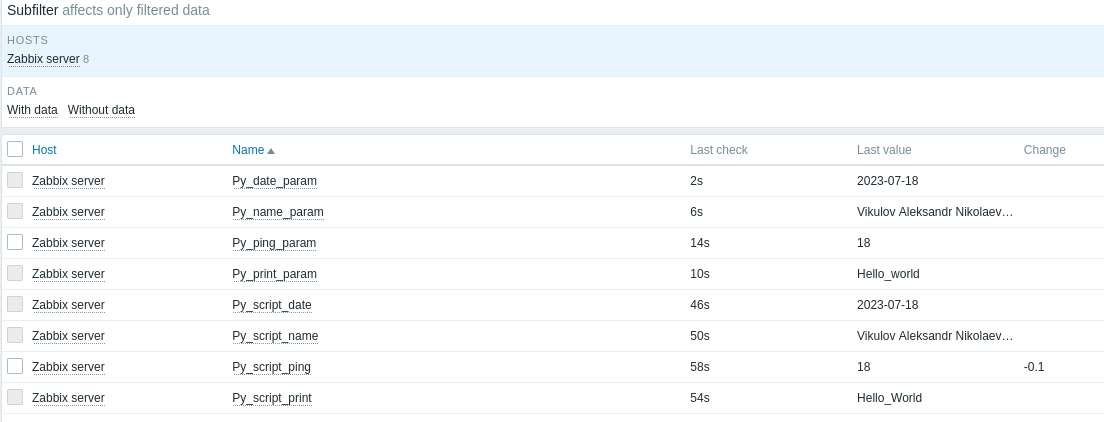 Subfilter affects only filtered data
HOSTS
Zabbix server 8
DATA
With data Without data
Host Name Last check Last value Change
Zabbix server Py_date_param 2s 2023-07-18
Zabbix server Py_name_param 6s Vikulov Aleksandr Nikolaev…
Zabbix server Py_ping_param 14s 18
Zabbix server Py_print_param 10s Hello_world
Zabbix server Py_script_date 46s 2023-07-18
Zabbix server Py_script_name 50s Vikulov Aleksandr Nikolaev…
Zabbix server Py_script_ping 58s 18 -0.1
Zabbix server Py_script_print 54s Hello_World